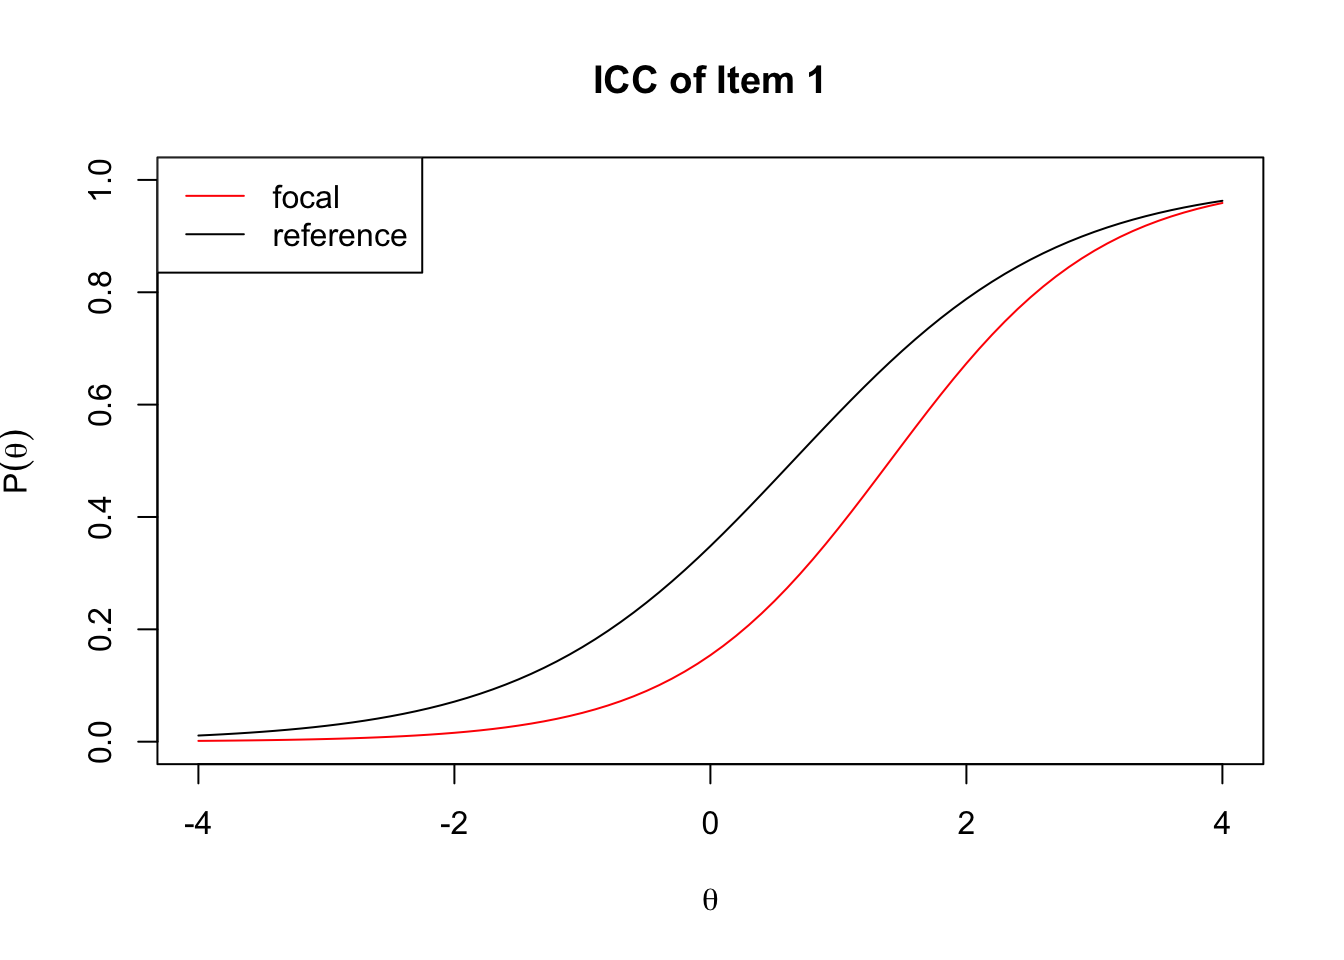 ICC of Item 1
focal
reference
P(θ)
1.0
0.8
0.6
0.4
0.2
0.0
-4 -2 0 2 4
θ